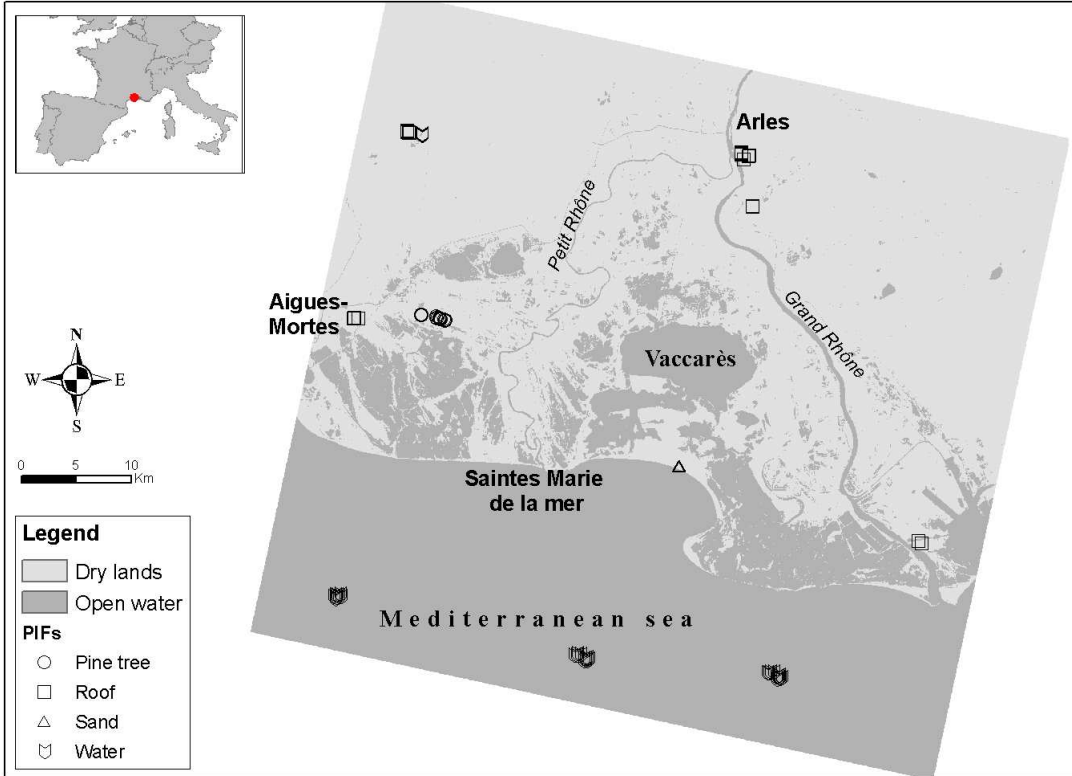 Arles
Petit Rhône
Aigues-
Mortes
Grand Rhône
Vaccarès
N
W E
S
0 5 10
Km
Saintes Marie
de la mer
Legend
Dry lands
Open water
PIFs
Pine tree
Roof
Sand
Water
Mediterranean sea